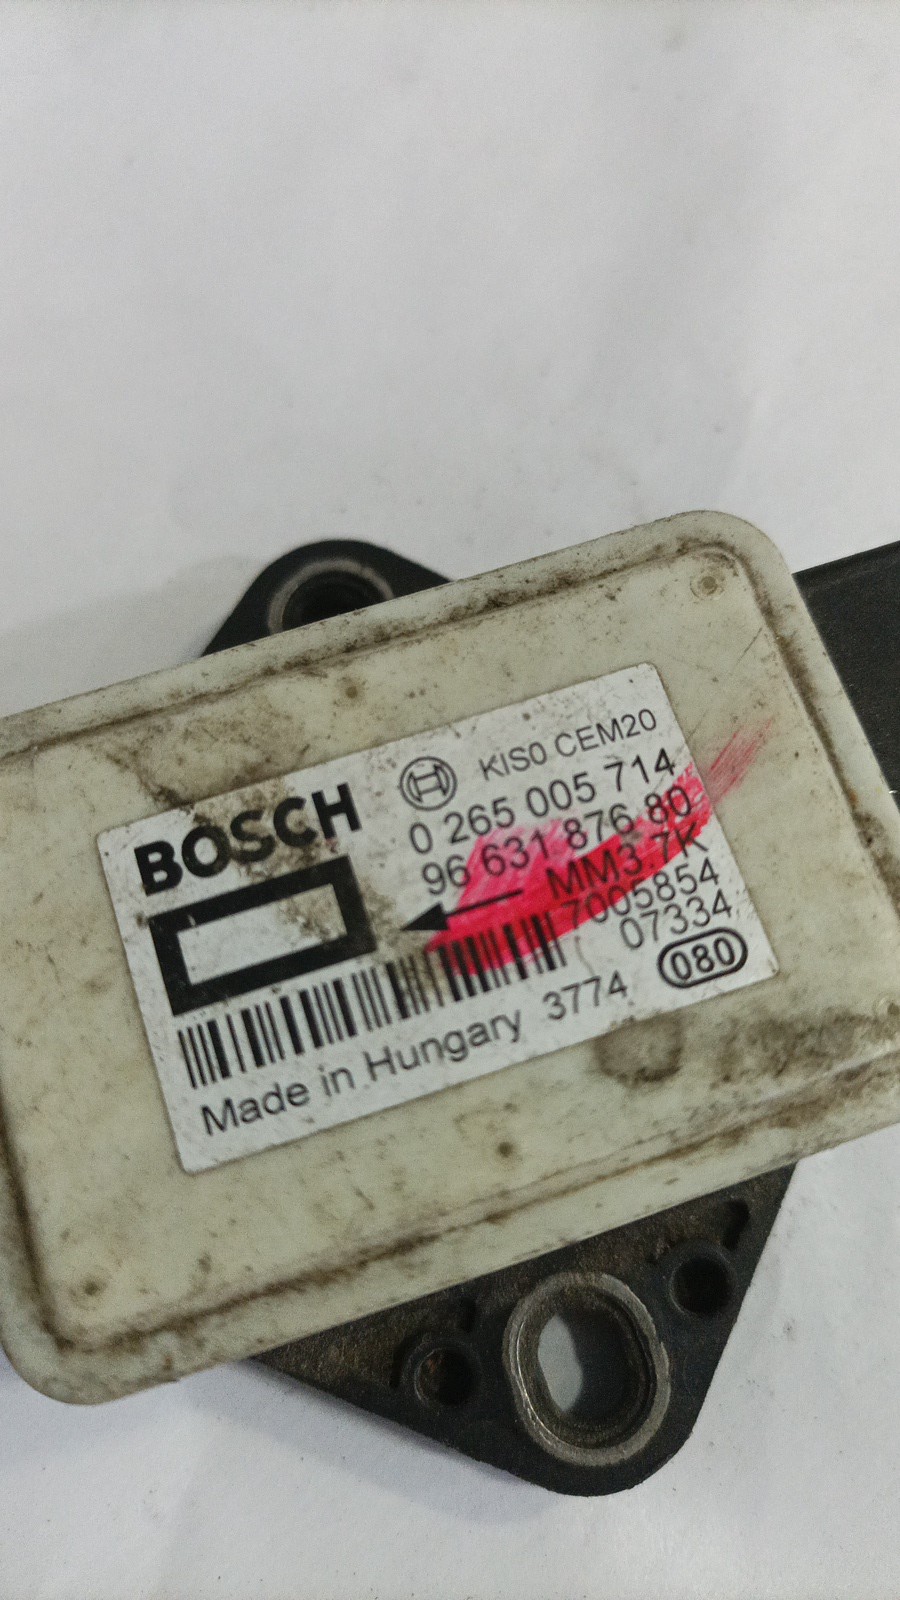 KIS0 CEM20
BOSCH
0 265 005 714
96 631 876 80
MM3.7K
7005854
07334
Made in Hungary 3774 080